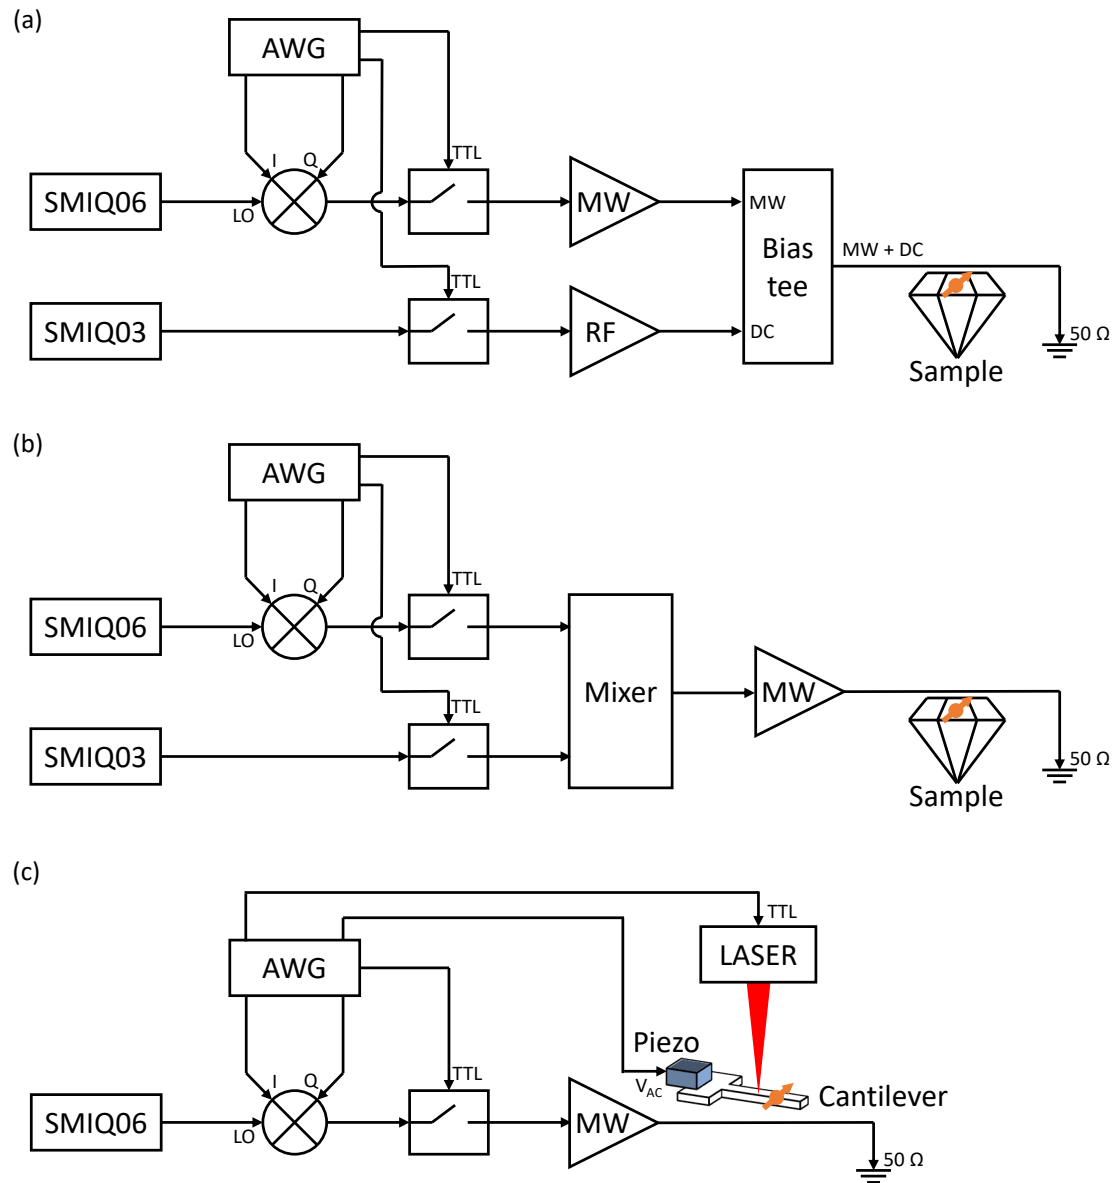 (a)
AWG
I
Q
TTL
SMIQ06
LO
MW
MW
Bias
tee
MW + DC
TTL
SMIQ03
RF
DC
50 Ω
Sample
(b)
AWG
I
Q
TTL
SMIQ06
LO
Mixer
MW
TTL
SMIQ03
50 Ω
Sample
(c)
TTL
AWG
LASER
Piezo
I
Q
TTL
V_AC
Cantilever
SMIQ06
LO
MW
50 Ω